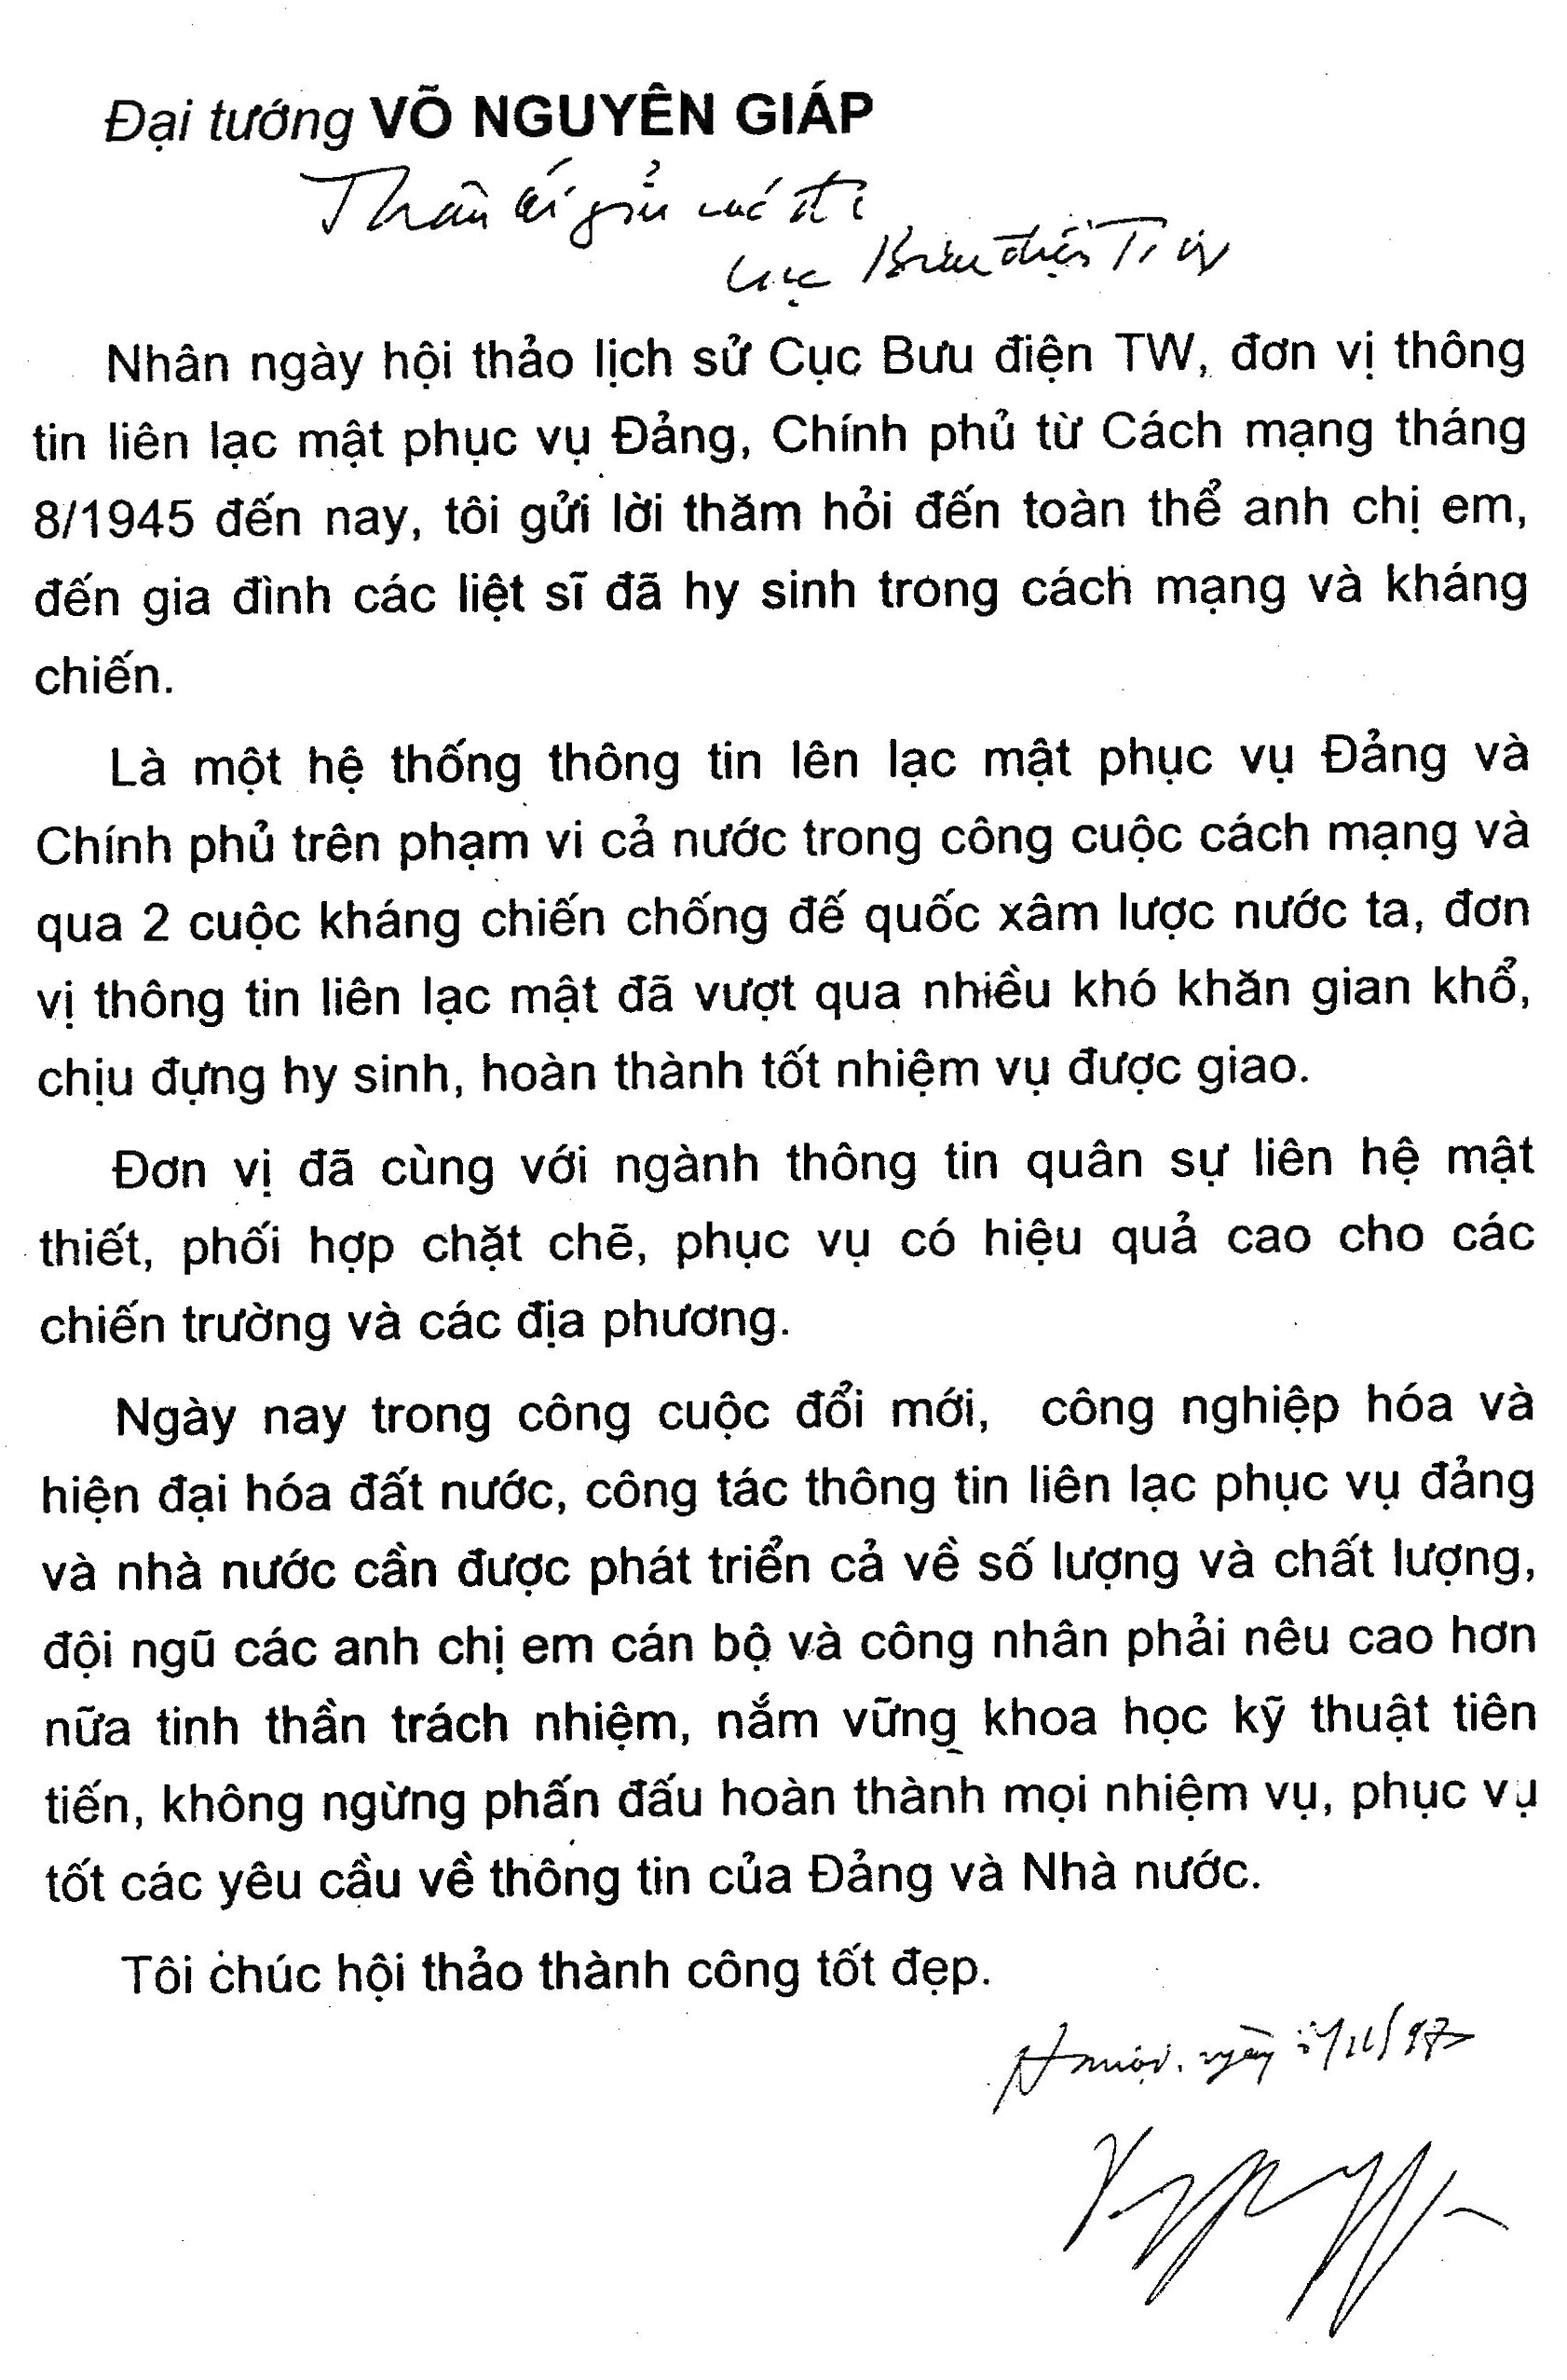 Đại tướng VÕ NGUYÊN GIÁP
Thân ái gửi các đ/c
Cục Bưu điện TW
Nhân ngày hội thảo lịch sử Cục Bưu điện TW, đơn vị thông
tin liên lạc mật phục vụ Đảng, Chính phủ từ Cách mạng tháng
8/1945 đến nay, tôi gửi lời thăm hỏi đến toàn thể anh chị em,
đến gia đình các liệt sĩ đã hy sinh trong cách mạng và kháng
chiến.
Là một hệ thống thông tin lên lạc mật phục vụ Đảng và
Chính phủ trên phạm vi cả nước trong công cuộc cách mạng và
qua 2 cuộc kháng chiến chống đế quốc xâm lược nước ta, đơn
vị thông tin liên lạc mật đã vượt qua nhiều khó khăn gian khổ,
chịu đựng hy sinh, hoàn thành tốt nhiệm vụ được giao.
Đơn vị đã cùng với ngành thông tin quân sự liên hệ mật
thiết, phối hợp chặt chẽ, phục vụ có hiệu quả cao cho các
chiến trường và các địa phương.
Ngày nay trong công cuộc đổi mới, công nghiệp hóa và
hiện đại hóa đất nước, công tác thông tin liên lạc phục vụ đảng
và nhà nước cần được phát triển cả về số lượng và chất lượng,
đội ngũ các anh chị em cán bộ và công nhân phải nêu cao hơn
nữa tinh thần trách nhiệm, nắm vững khoa học kỹ thuật tiên
tiến, không ngừng phấn đấu hoàn thành mọi nhiệm vụ, phục vụ
tốt các yêu cầu về thông tin của Đảng và Nhà nước.
Tôi chúc hội thảo thành công tốt đẹp.
ngày